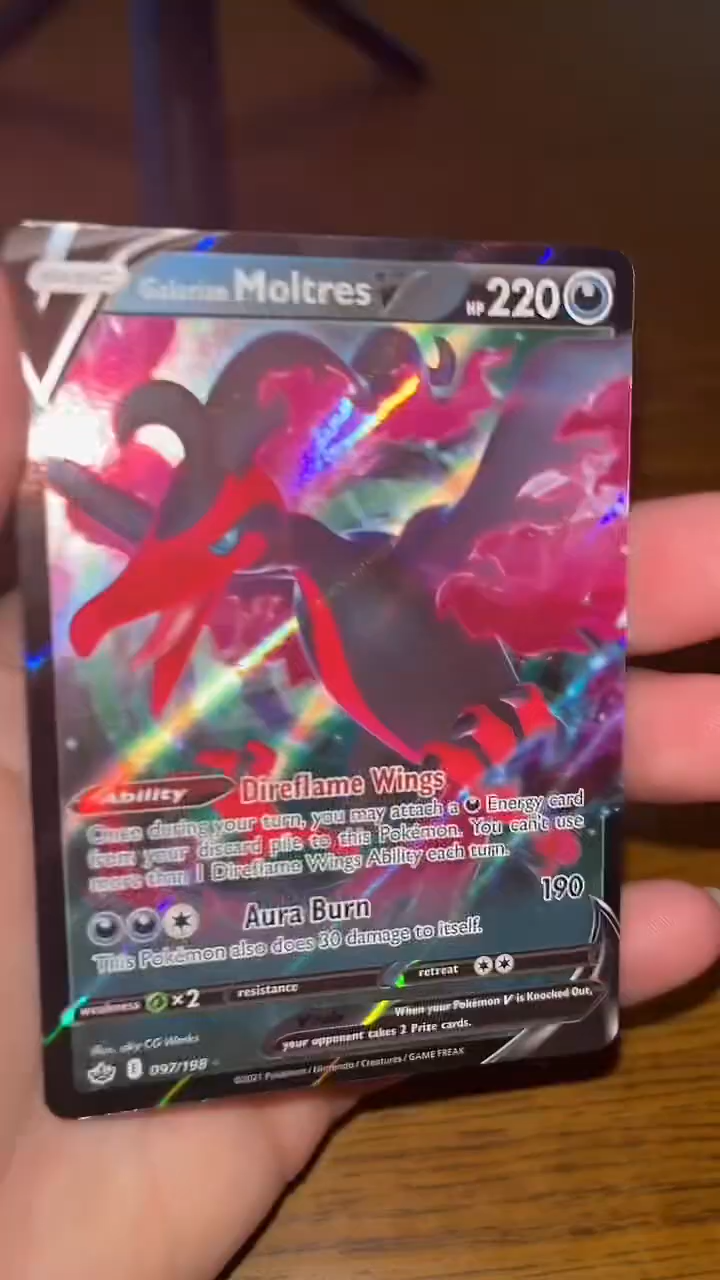 Galarian Moltres V
HP 220
Ability Direflame Wings
Once during your turn, you may attach a Energy card
from your discard pile to this Pokémon. You can't use
more than 1 Direflame Wings Ability each turn.
Aura Burn 190
This Pokémon also does 30 damage to itself.
weakness ×2 resistance retreat
When your Pokémon V is Knocked Out,
your opponent takes 2 Prize cards.
Illus. aky CG Works
E 097/198
©2021 Pokémon / Nintendo / Creatures / GAME FREAK